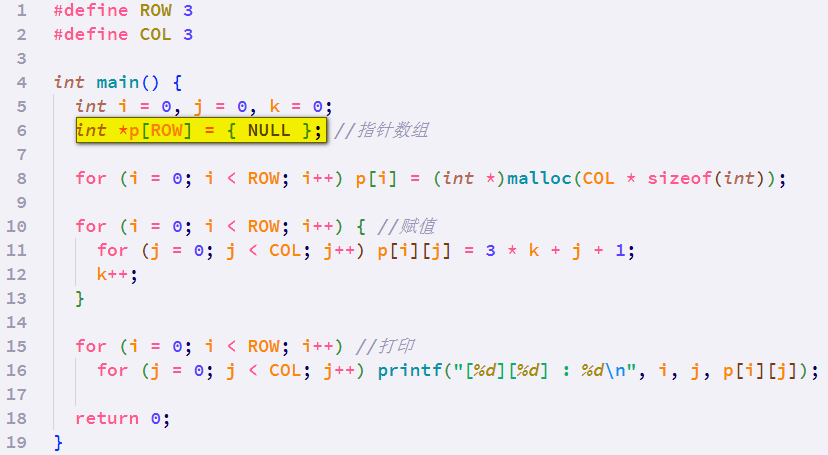 1 #define ROW 3
2 #define COL 3
3
4 int main() {
5 int i = 0, j = 0, k = 0;
6 int *p[ROW] = { NULL }; //指针数组
7
8 for (i = 0; i < ROW; i++) p[i] = (int *)malloc(COL * sizeof(int));
9
10 for (i = 0; i < ROW; i++) { //赋值
11 for (j = 0; j < COL; j++) p[i][j] = 3 * k + j + 1;
12 k++;
13 }
14
15 for (i = 0; i < ROW; i++) //打印
16 for (j = 0; j < COL; j++) printf("[%d][%d] : %d\n", i, j, p[i][j]);
17
18 return 0;
19 }